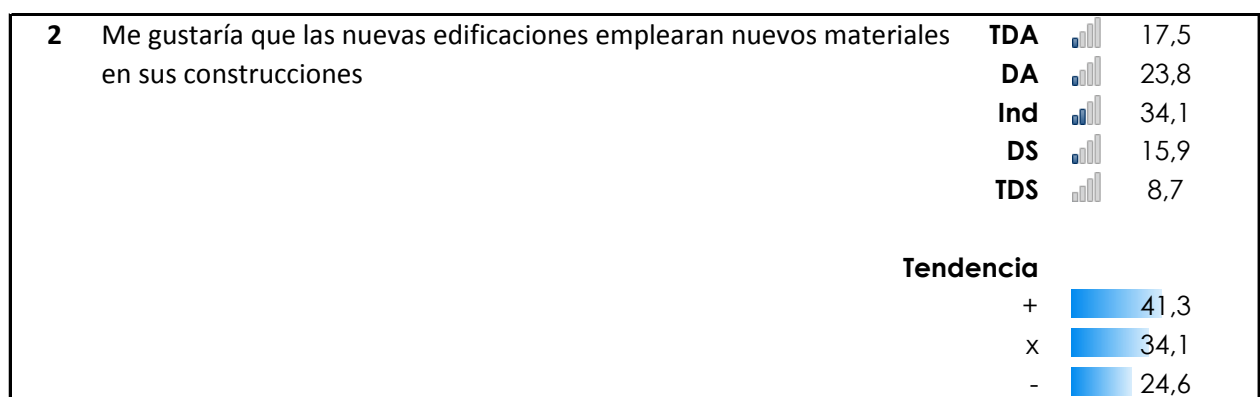 2 Me gustaría que las nuevas edificaciones emplearan nuevos materiales TDA 17,5
en sus construcciones DA 23,8
Ind 34,1
DS 15,9
TDS 8,7
Tendencia
+ 41,3
x 34,1
- 24,6